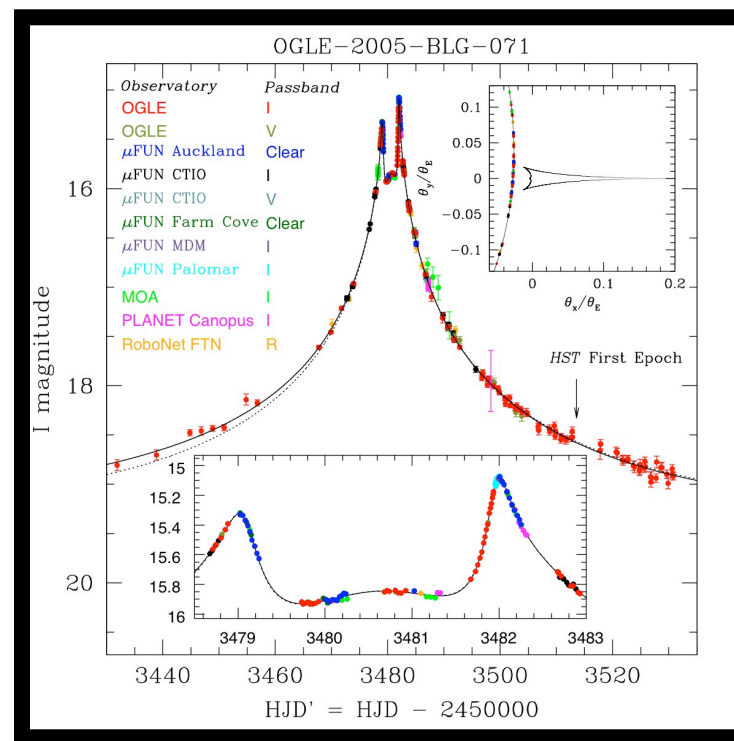 OGLE-2005-BLG-071
Observatory Passband
OGLE I
OGLE V
μFUN Auckland Clear
μFUN CTIO I
μFUN CTIO V
μFUN Farm Cove Clear
μFUN MDM I
μFUN Palomar I
MOA I
PLANET Canopus I
RoboNet FTN R
0.1
0.05
0
−0.05
−0.1
θy/θE
0 0.1 0.2
θx/θE
HST First Epoch
I magnitude
16
18
20
15
15.2
15.4
15.6
15.8
16
3479 3480 3481 3482 3483
3440 3460 3480 3500 3520
HJD' = HJD − 2450000